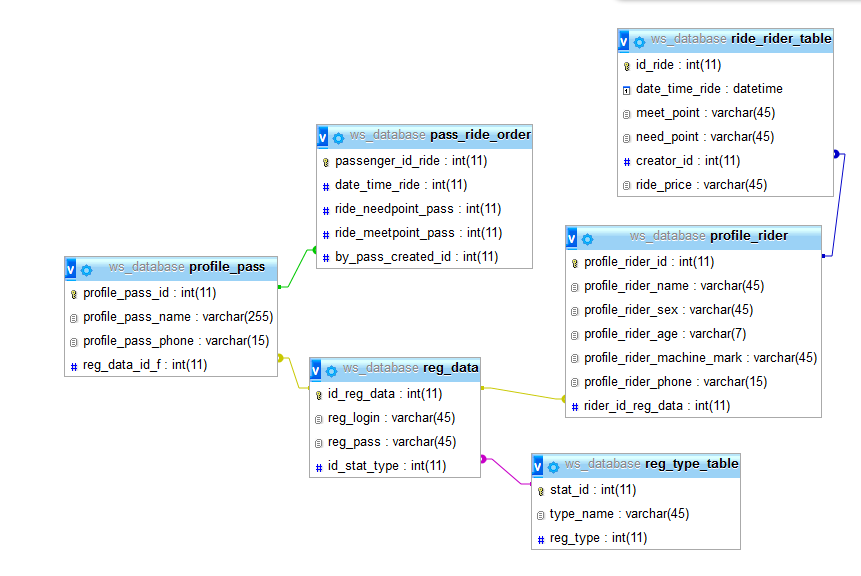 ws_database ride_rider_table
id_ride : int(11)
date_time_ride : datetime
meet_point : varchar(45)
need_point : varchar(45)
creator_id : int(11)
ride_price : varchar(45)
ws_database pass_ride_order
passenger_id_ride : int(11)
date_time_ride : int(11)
ride_needpoint_pass : int(11)
ride_meetpoint_pass : int(11)
by_pass_created_id : int(11)
ws_database profile_rider
profile_rider_id : int(11)
profile_rider_name : varchar(45)
profile_rider_sex : varchar(45)
profile_rider_age : varchar(7)
profile_rider_machine_mark : varchar(45)
profile_rider_phone : varchar(15)
rider_id_reg_data : int(11)
ws_database profile_pass
profile_pass_id : int(11)
profile_pass_name : varchar(255)
profile_pass_phone : varchar(15)
reg_data_id_f : int(11)
ws_database reg_data
id_reg_data : int(11)
reg_login : varchar(45)
reg_pass : varchar(45)
id_stat_type : int(11)
ws_database reg_type_table
stat_id : int(11)
type_name : varchar(45)
reg_type : int(11)